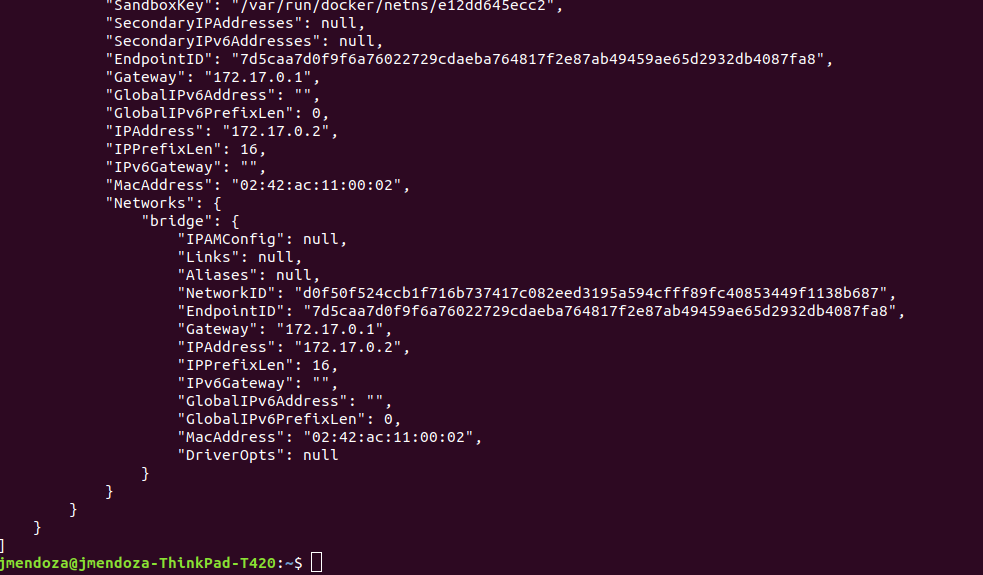 "SandboxKey": "/var/run/docker/netns/e12dd645ecc2",
"SecondaryIPAddresses": null,
"SecondaryIPv6Addresses": null,
"EndpointID": "7d5caa7d0f9f6a76022729cdaeba764817f2e87ab49459ae65d2932db4087fa8",
"Gateway": "172.17.0.1",
"GlobalIPv6Address": "",
"GlobalIPv6PrefixLen": 0,
"IPAddress": "172.17.0.2",
"IPPrefixLen": 16,
"IPv6Gateway": "",
"MacAddress": "02:42:ac:11:00:02",
"Networks": {
"bridge": {
"IPAMConfig": null,
"Links": null,
"Aliases": null,
"NetworkID": "d0f50f524ccb1f716b737417c082eed3195a594cfff89fc40853449f1138b687",
"EndpointID": "7d5caa7d0f9f6a76022729cdaeba764817f2e87ab49459ae65d2932db4087fa8",
"Gateway": "172.17.0.1",
"IPAddress": "172.17.0.2",
"IPPrefixLen": 16,
"IPv6Gateway": "",
"GlobalIPv6Address": "",
"GlobalIPv6PrefixLen": 0,
"MacAddress": "02:42:ac:11:00:02",
"DriverOpts": null
}
}
}
}
]
jmendoza@jmendoza-ThinkPad-T420:~$